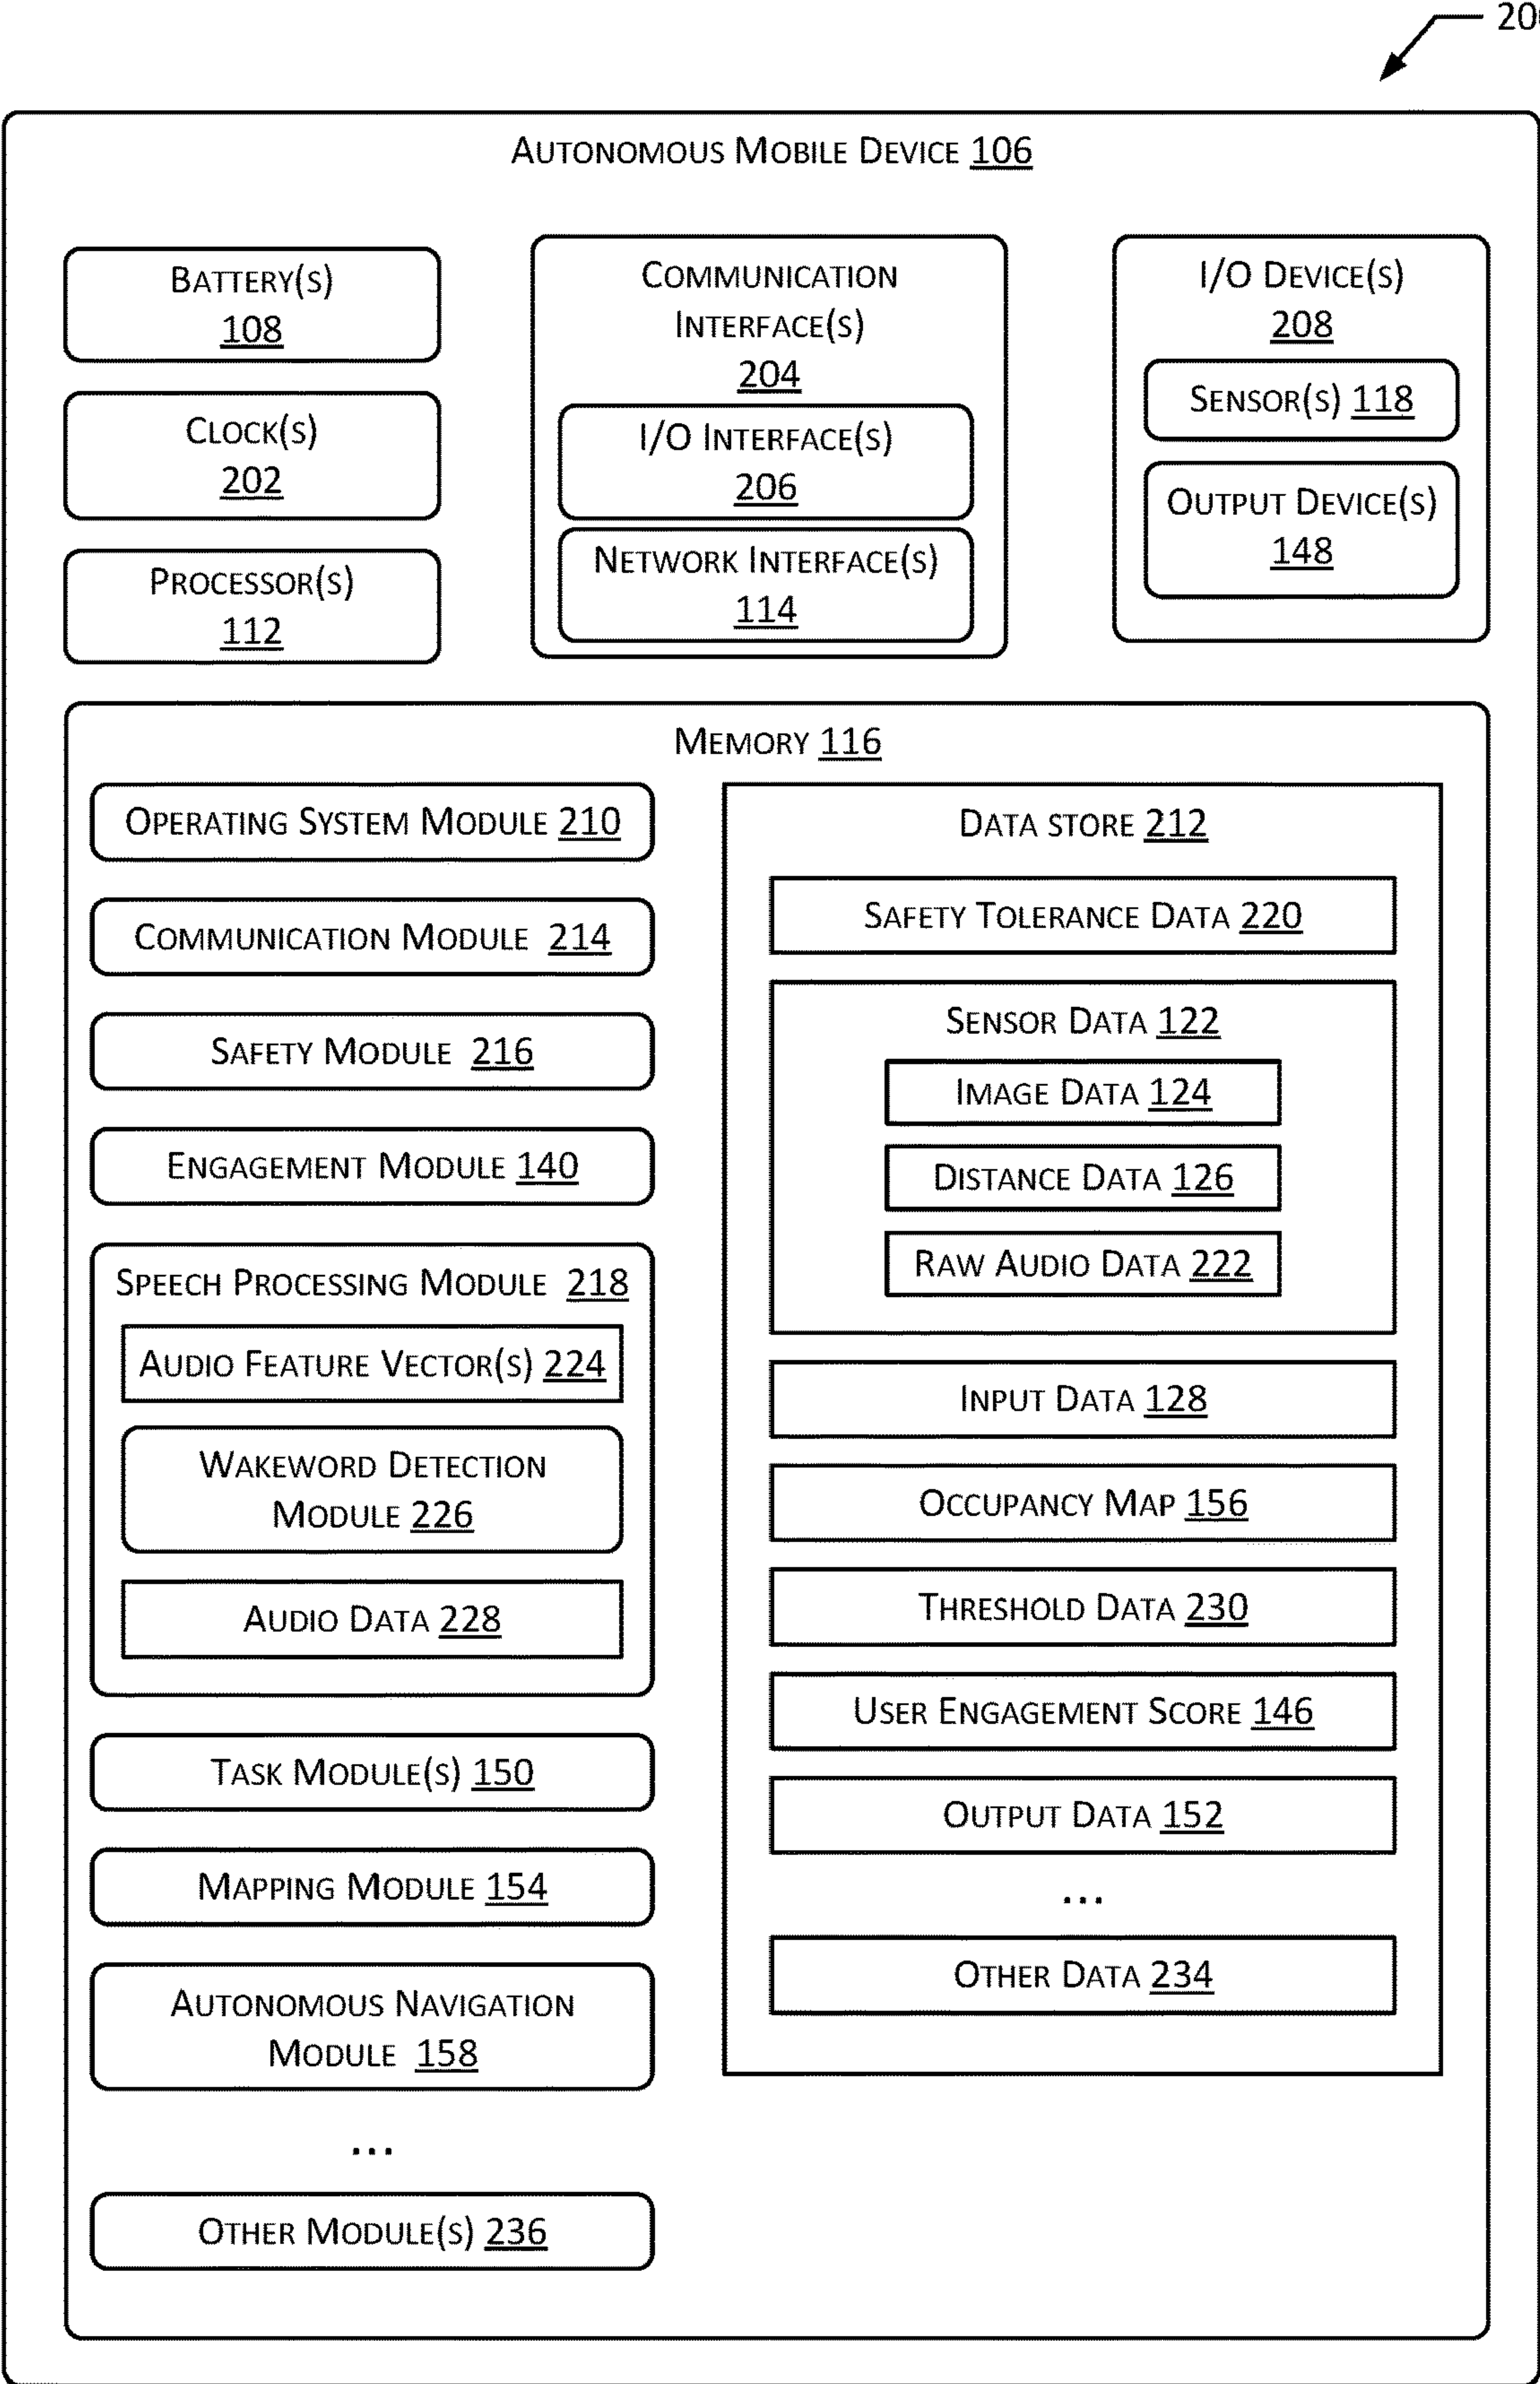 AUTONOMOUS MOBILE DEVICE 106
BATTERY(S)
108
CLOCK(S)
202
PROCESSOR(S)
112
COMMUNICATION
INTERFACE(S)
204
I/O INTERFACE(S)
206
NETWORK INTERFACE(S)
114
I/O DEVICE(S)
208
SENSOR(S) 118
OUTPUT DEVICE(S)
148
MEMORY 116
OPERATING SYSTEM MODULE 210
COMMUNICATION MODULE 214
SAFETY MODULE 216
ENGAGEMENT MODULE 140
SPEECH PROCESSING MODULE 218
AUDIO FEATURE VECTOR(S) 224
WAKEWORD DETECTION
MODULE 226
AUDIO DATA 228
TASK MODULE(S) 150
MAPPING MODULE 154
AUTONOMOUS NAVIGATION
MODULE 158
...
OTHER MODULE(S) 236
DATA STORE 212
SAFETY TOLERANCE DATA 220
SENSOR DATA 122
IMAGE DATA 124
DISTANCE DATA 126
RAW AUDIO DATA 222
INPUT DATA 128
OCCUPANCY MAP 156
THRESHOLD DATA 230
USER ENGAGEMENT SCORE 146
OUTPUT DATA 152
...
OTHER DATA 234